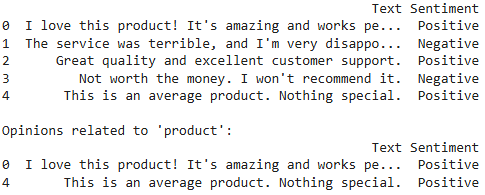 Text Sentiment
0 I love this product! It's amazing and works pe... Positive
1 The service was terrible, and I'm very disappo... Negative
2 Great quality and excellent customer support. Positive
3 Not worth the money. I won't recommend it. Negative
4 This is an average product. Nothing special. Positive
Opinions related to 'product':
Text Sentiment
0 I love this product! It's amazing and works pe... Positive
4 This is an average product. Nothing special. Positive